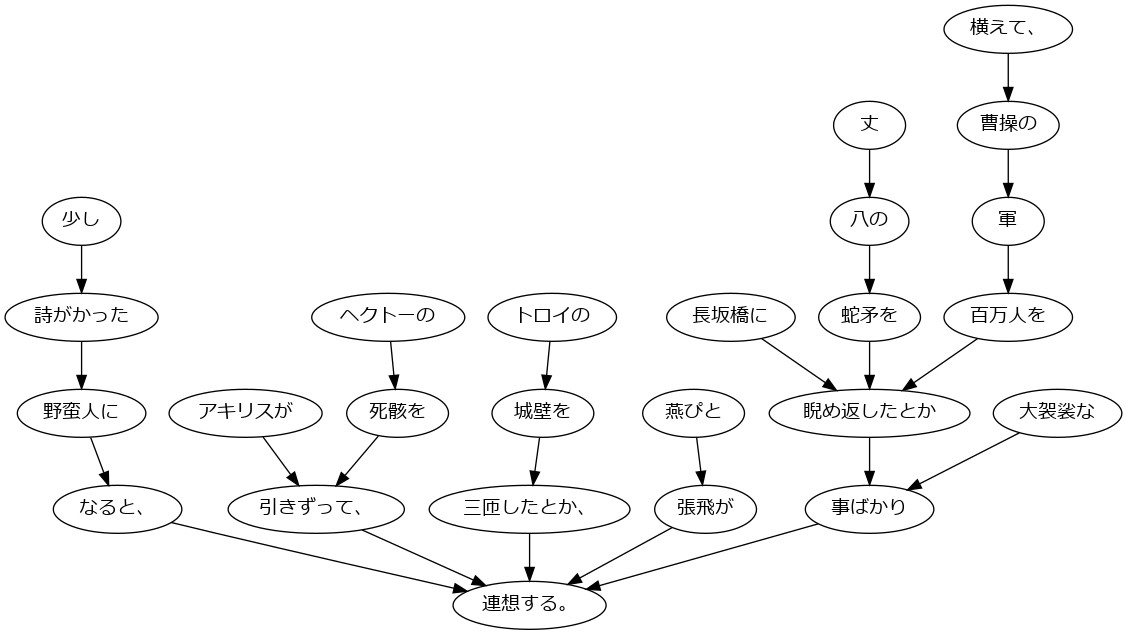 横えて、
丈
曹操の
少し
八の
軍
詩がかった
ヘクトーの
トロイの
長坂橋に
蛇矛を
百万人を
野蛮人に
アキリスが
死骸を
城壁を
燕ぴと
睨め返したとか
大袈裟な
なると、
引きずって、
三匝したとか、
張飛が
事ばかり
連想する。